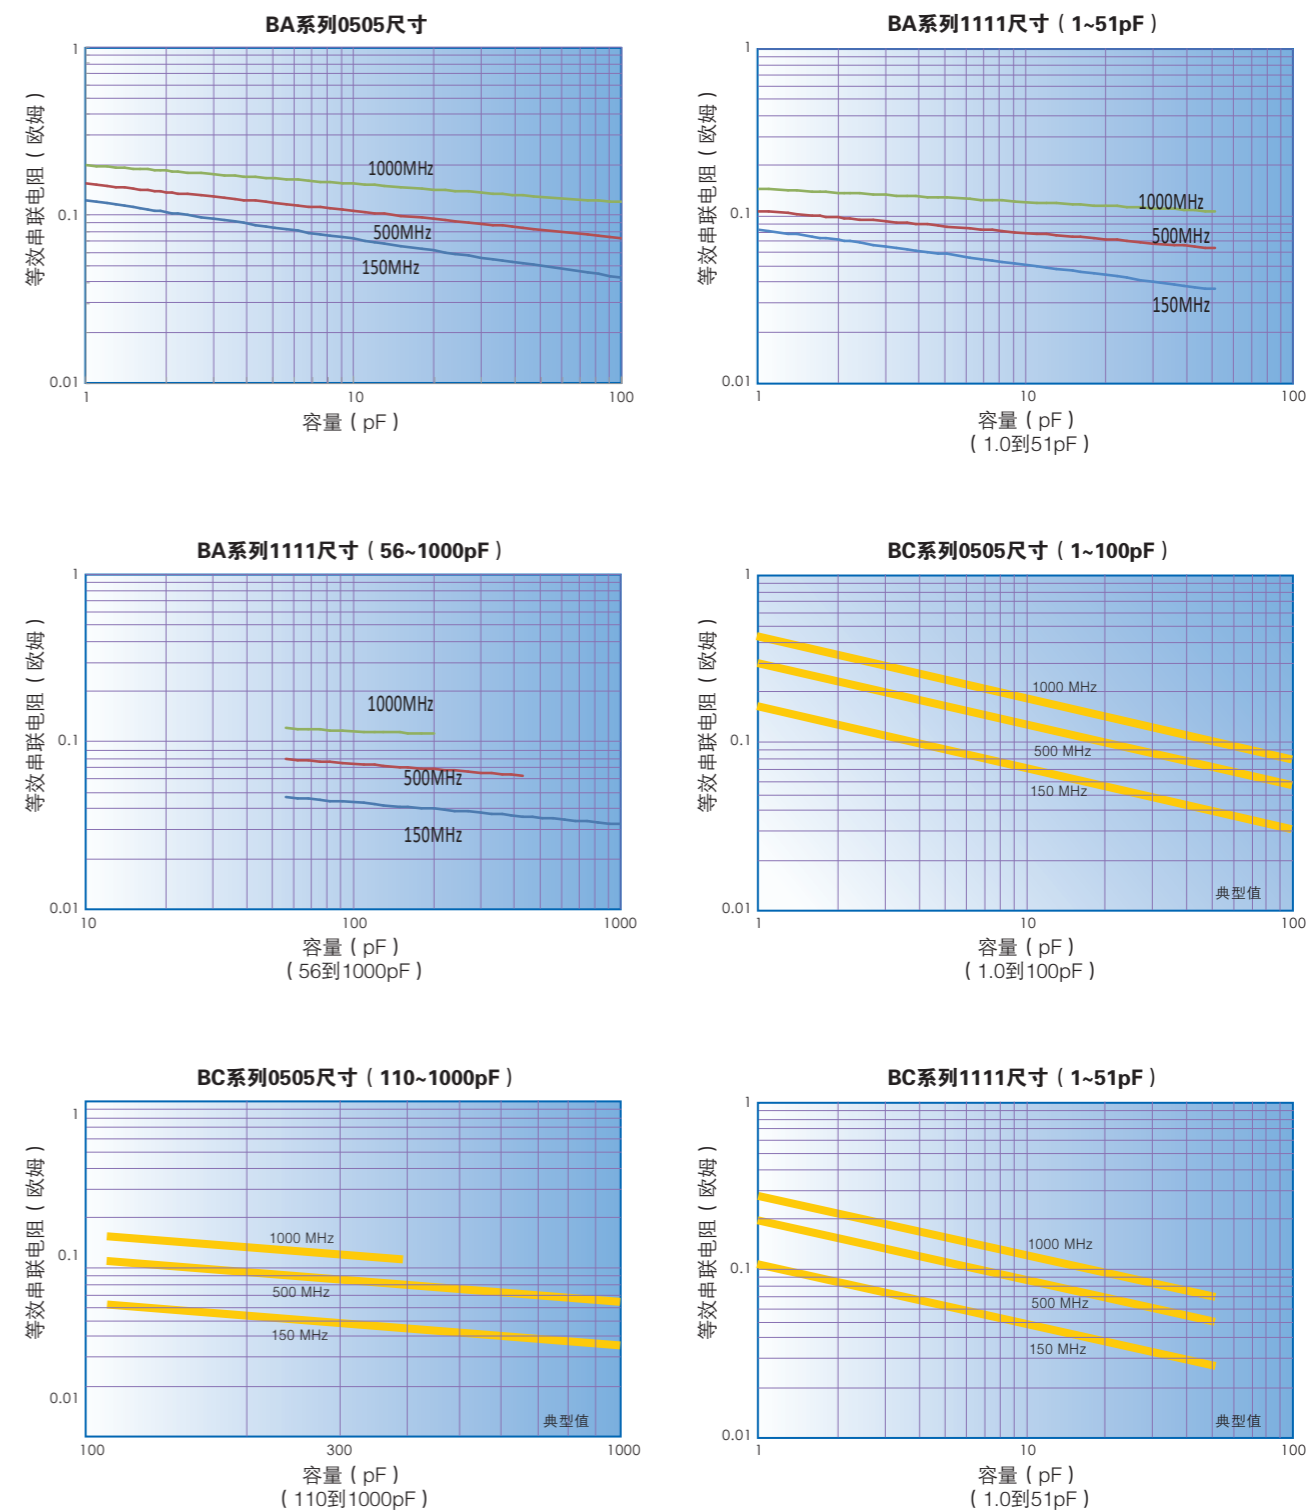 BA系列0505尺寸
等效串联电阻（欧姆）
1
0.1
0.01
1000MHz
500MHz
150MHz
1
10
100
容量（pF）
BA系列1111尺寸（1~51pF）
等效串联电阻（欧姆）
1
0.1
0.01
1000MHz
500MHz
150MHz
1
10
100
容量（pF）
（1.0到51pF）
BA系列1111尺寸（56~1000pF）
等效串联电阻（欧姆）
1
0.1
0.01
1000MHz
500MHz
150MHz
10
100
1000
容量（pF）
（56到1000pF）
BC系列0505尺寸（1~100pF）
等效串联电阻（欧姆）
1
0.1
0.01
1000 MHz
500 MHz
150 MHz
典型值
1
10
100
容量（pF）
（1.0到100pF）
BC系列0505尺寸（110~1000pF）
等效串联电阻（欧姆）
1
0.1
0.01
1000 MHz
500 MHz
150 MHz
典型值
100
300
1000
容量（pF）
（110到1000pF）
BC系列1111尺寸（1~51pF）
等效串联电阻（欧姆）
1
0.1
0.01
1000 MHz
500 MHz
150 MHz
典型值
1
10
100
容量（pF）
（1.0到51pF）